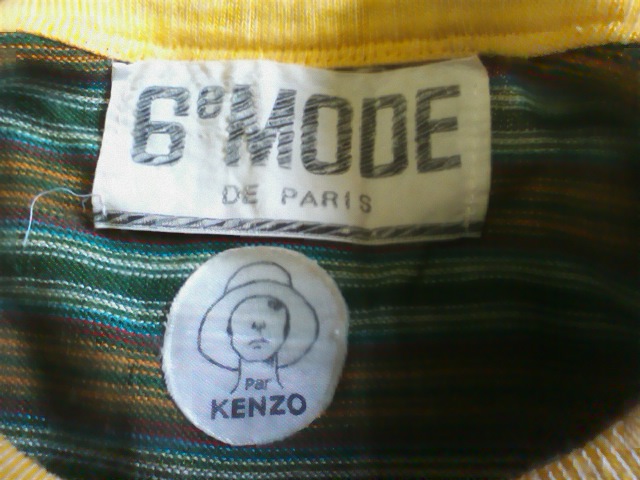 6e MODE
DE PARIS
Par
KENZO